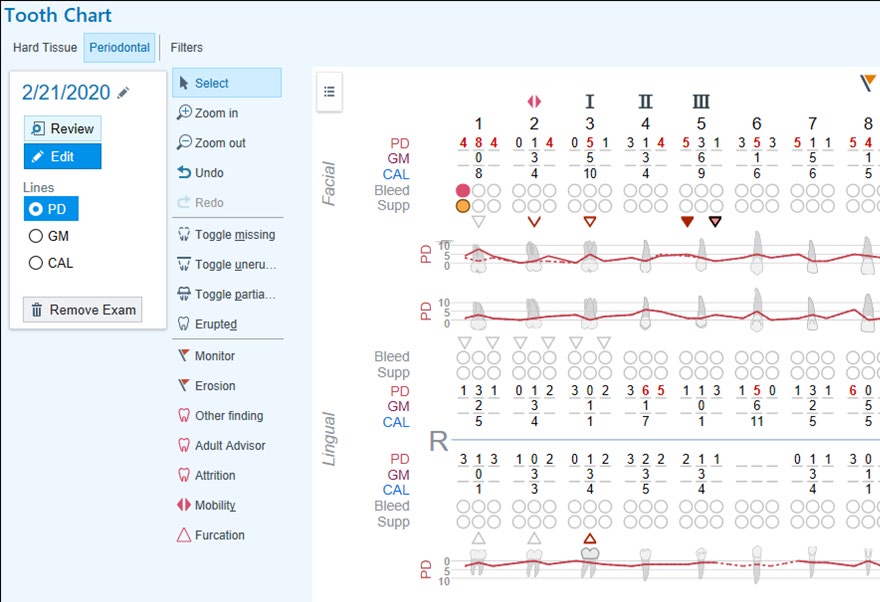 Tooth Chart
Hard Tissue Periodontal Filters
2/21/2020
Review
Edit
Lines
PD
GM
CAL
Remove Exam
Select
Zoom in
Zoom out
Undo
Redo
Toggle missing
Toggle uneru...
Toggle partia...
Erupted
Monitor
Erosion
Other finding
Adult Advisor
Attrition
Mobility
Furcation
I II III
1 2 3 4 5 6 7 8
Facial
PD 4 8 4 0 1 4 0 5 1 3 1 4 5 3 1 3 5 3 5 1 1 5 4
GM 0 3 5 3 6 1 5 1
CAL 8 4 10 4 9 6 6 5
Bleed
Supp
PD 10 5 0
PD 10 5 0
Bleed
Supp
PD 1 3 1 0 1 2 3 0 2 3 6 5 1 1 3 1 5 0 1 3 1 6 0
GM 2 3 1 1 0 6 2 5
CAL 5 4 1 7 1 11 5 5
Lingual
R
PD 3 1 3 1 0 2 0 1 2 3 2 2 2 1 1 0 1 1 3 0
GM 0 3 3 3 3 3 1
CAL 1 3 4 5 4 4 1
Bleed
Supp
PD 0 5 10